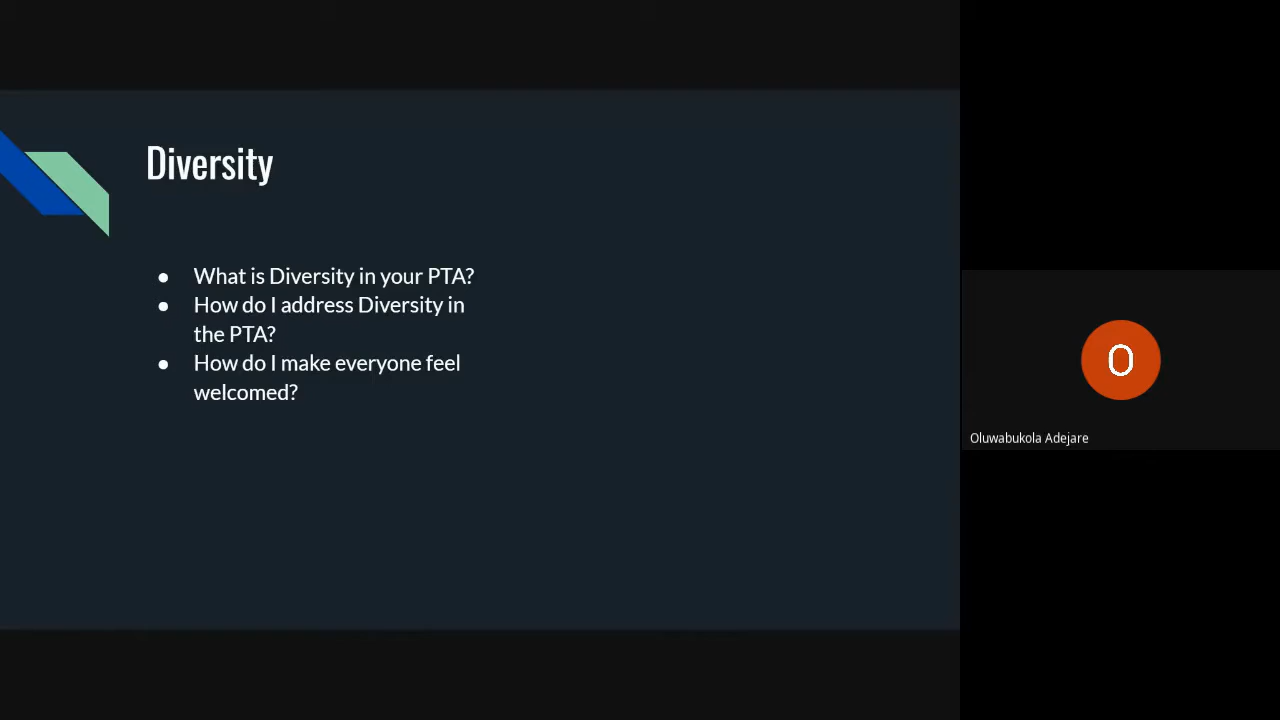 Diversity
● What is Diversity in your PTA?
● How do I address Diversity in
the PTA?
● How do I make everyone feel
welcomed?
O
Oluwabukola Adejare